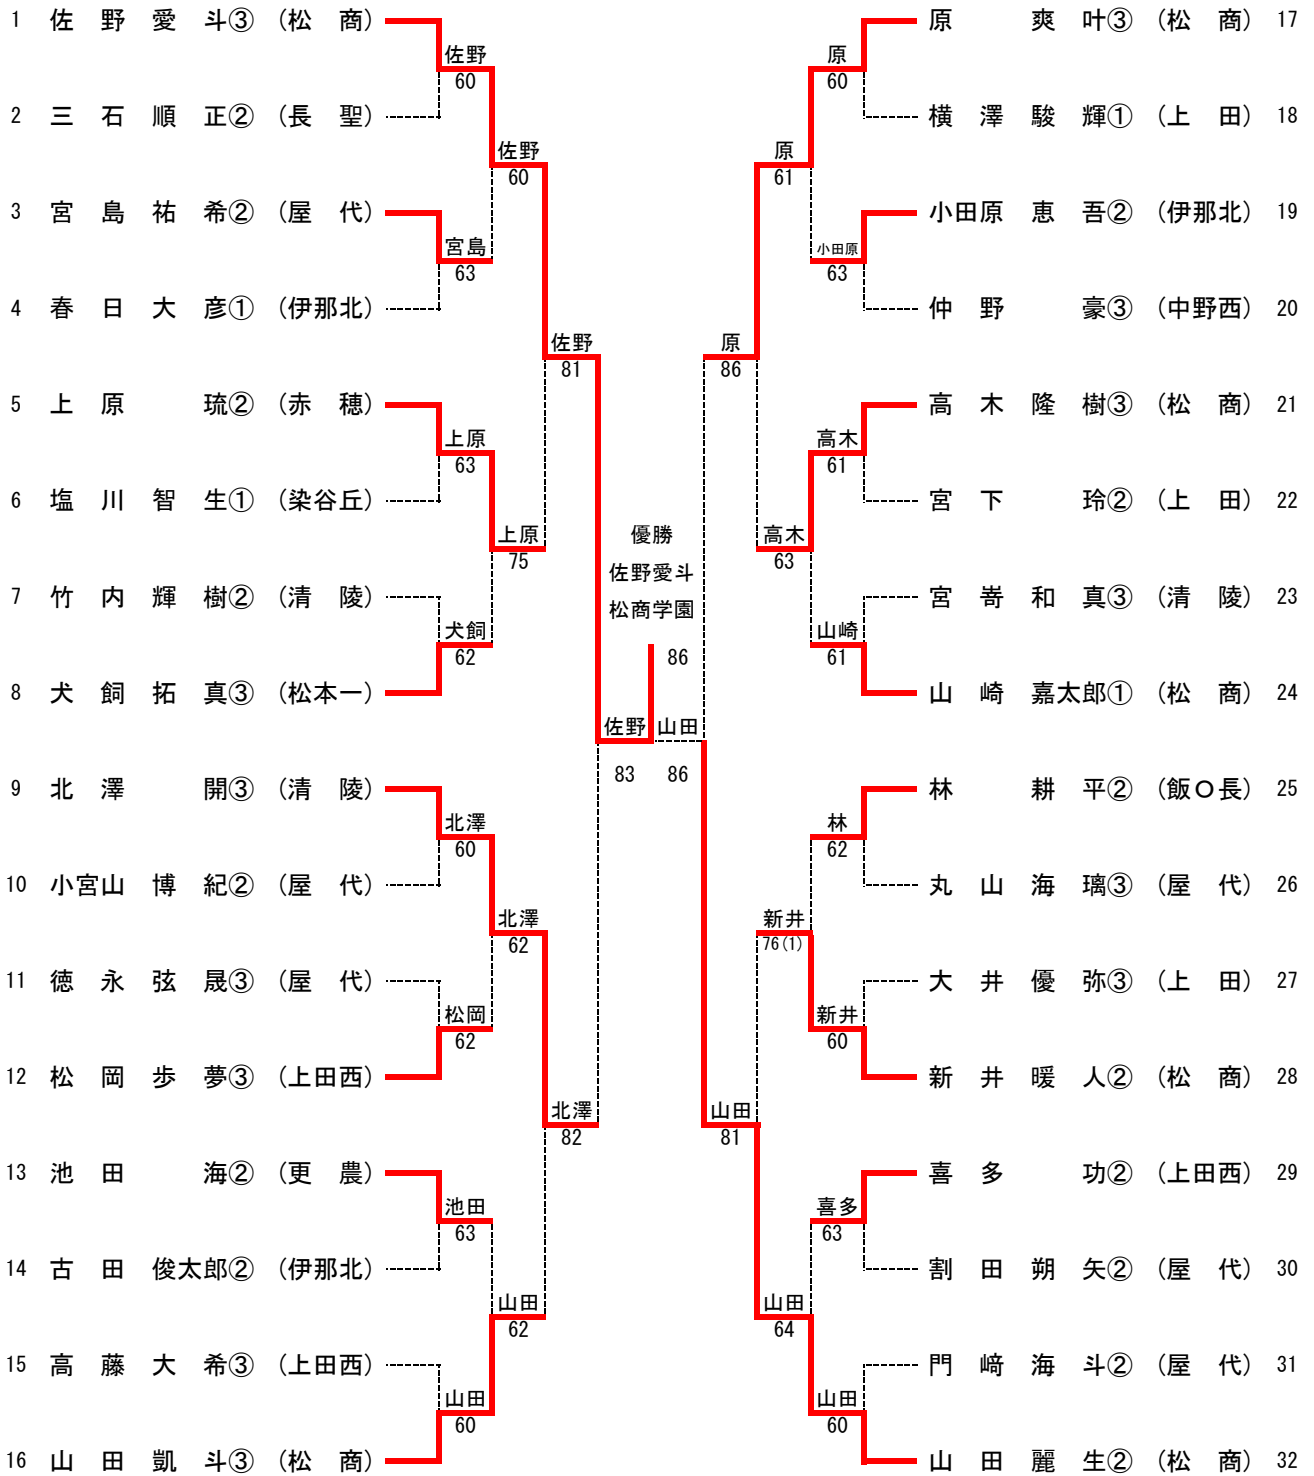 1 佐野愛斗③ (松商)
2 三石順正② (長聖)
3 宮島祐希② (屋代)
4 春日大彦① (伊那北)
5 上原琉② (赤穂)
6 塩川智生① (染谷丘)
7 竹内輝樹② (清陵)
8 犬飼拓真③ (松本一)
9 北澤開③ (清陵)
10 小宮山博紀② (屋代)
11 徳永弦晟③ (屋代)
12 松岡歩夢③ (上田西)
13 池田海② (更農)
14 古田俊太郎② (伊那北)
15 高藤大希③ (上田西)
16 山田凱斗③ (松商)
佐野
60
宮島
63
上原
63
犬飼
62
北澤
60
松岡
62
池田
63
山田
60
佐野
60
上原
75
北澤
62
山田
62
佐野
81
北澤
82
優勝
佐野愛斗
松商学園
86
佐野 山田
83 86
原
86
山田
81
原
61
高木
63
新井
76(1)
山田
64
原
60
小田原
63
高木
61
山崎
61
林
62
新井
60
喜多
63
山田
60
原爽叶③ (松商) 17
横澤駿輝① (上田) 18
小田原恵吾② (伊那北) 19
仲野豪③ (中野西) 20
高木隆樹③ (松商) 21
宮下玲② (上田) 22
宮嵜和真③ (清陵) 23
山崎嘉太郎① (松商) 24
林耕平② (飯O長) 25
丸山海璃③ (屋代) 26
大井優弥③ (上田) 27
新井暖人② (松商) 28
喜多功② (上田西) 29
割田朔矢② (屋代) 30
門﨑海斗② (屋代) 31
山田麗生② (松商) 32